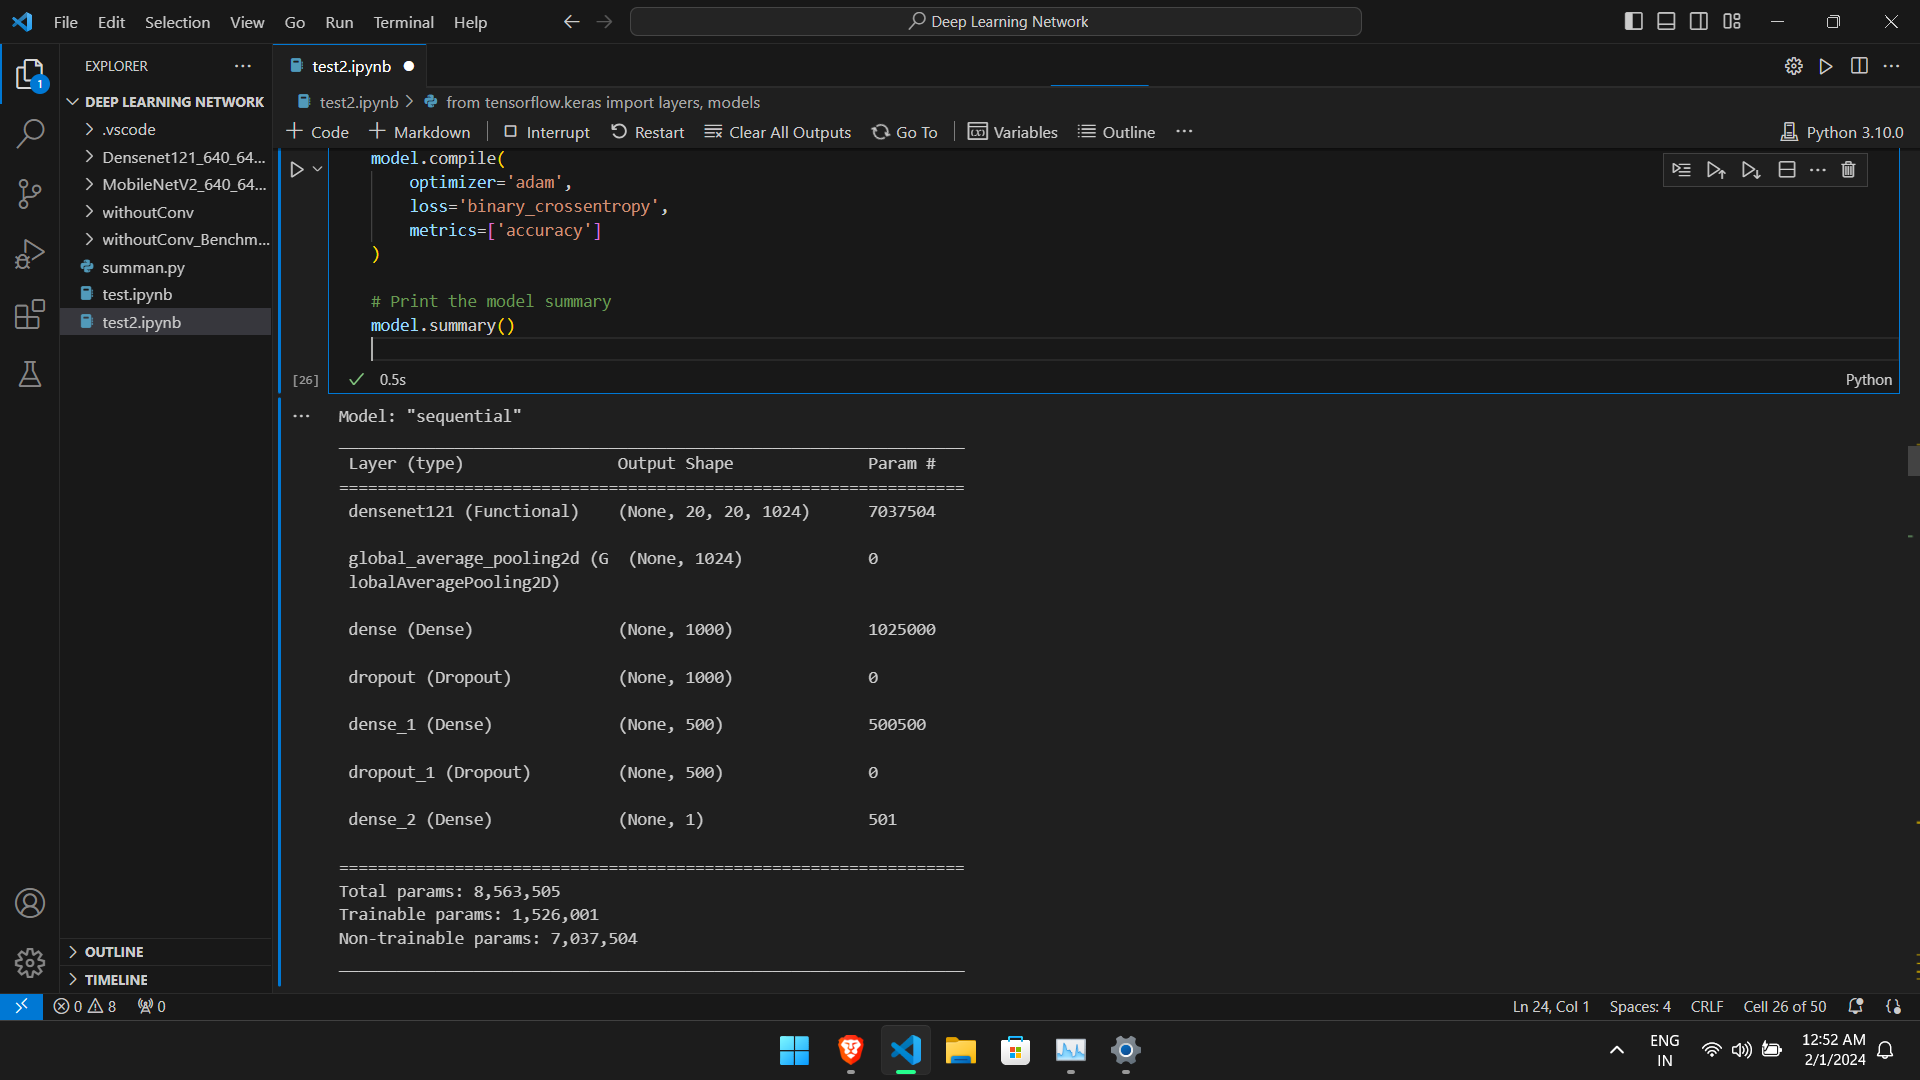 File Edit Selection View Go Run Terminal Help
Deep Learning Network
1
EXPLORER
DEEP LEARNING NETWORK
.vscode
Densenet121_640_64...
MobileNetV2_640_64...
withoutConv
withoutConv_Benchm...
summan.py
test.ipynb
test2.ipynb
OUTLINE
TIMELINE
test2.ipynb
test2.ipynb > from tensorflow.keras import layers, models
Code Markdown Interrupt Restart Clear All Outputs Go To Variables Outline ... Python 3.10.0
model.compile(
optimizer='adam',
loss='binary_crossentropy',
metrics=['accuracy']
)
# Print the model summary
model.summary()
[26] 0.5s Python
Model: "sequential"
_________________________________________________________________
Layer (type) Output Shape Param #
=================================================================
densenet121 (Functional) (None, 20, 20, 1024) 7037504
global_average_pooling2d (G (None, 1024) 0
lobalAveragePooling2D)
dense (Dense) (None, 1000) 1025000
dropout (Dropout) (None, 1000) 0
dense_1 (Dense) (None, 500) 500500
dropout_1 (Dropout) (None, 500) 0
dense_2 (Dense) (None, 1) 501
=================================================================
Total params: 8,563,505
Trainable params: 1,526,001
Non-trainable params: 7,037,504
_________________________________________________________________
0 8 0 Ln 24, Col 1 Spaces: 4 CRLF Cell 26 of 50
ENG
IN
12:52 AM
2/1/2024